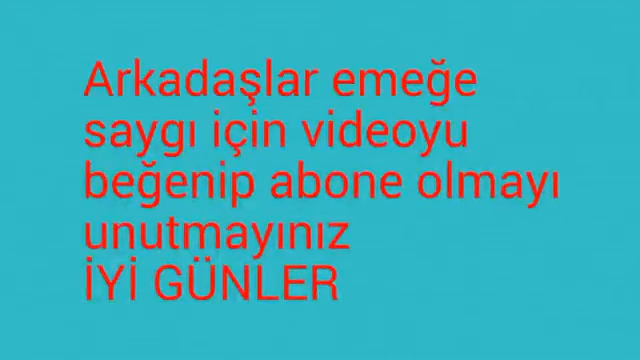 Arkadaşlar emeğe
saygı için videoyu
beğenip abone olmayı
unutmayınız
İYİ GÜNLER